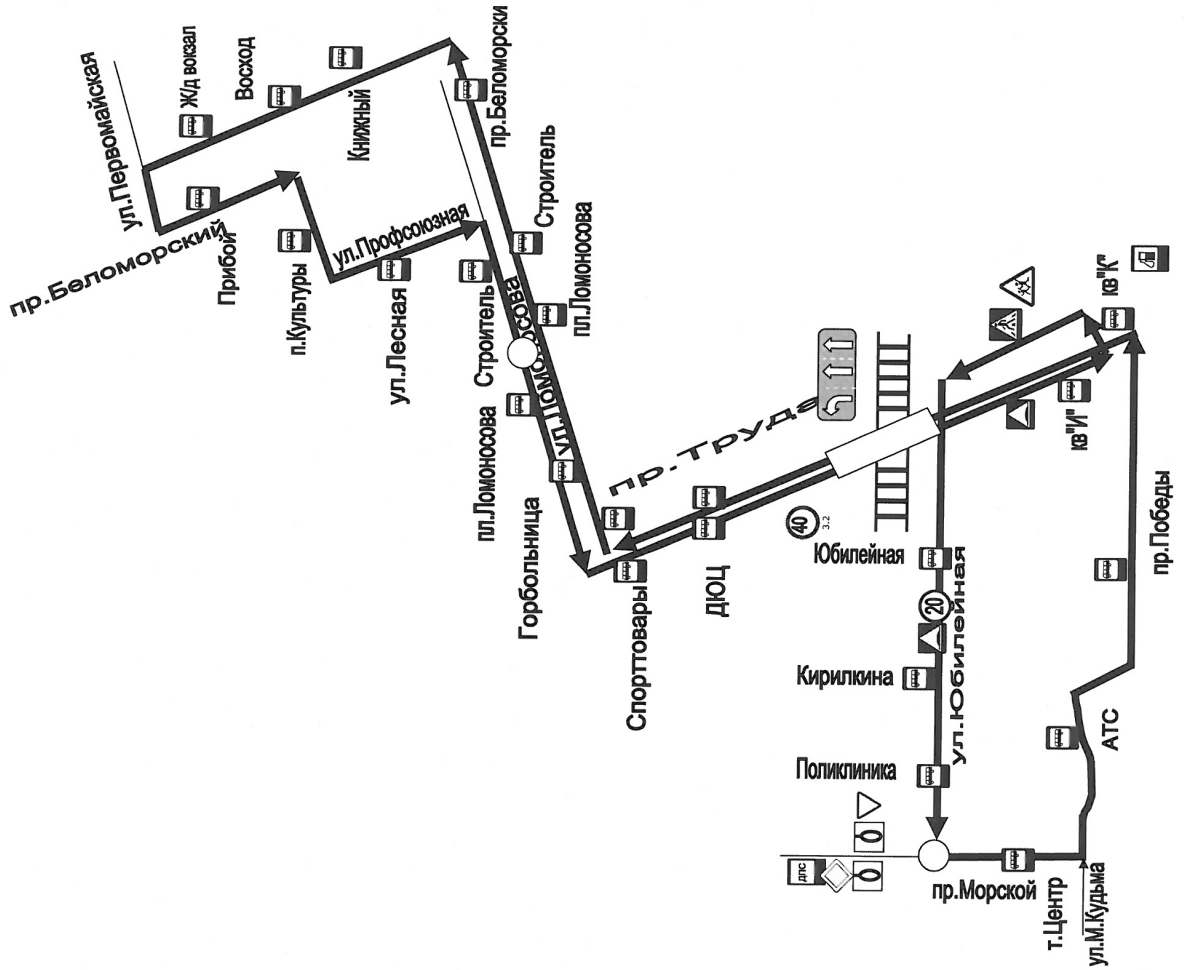 ул.Первомайская
Ж/д вокзал
Восход
Книжный
пр.Беломорски
пр.Беломорский
Прибой
п.Культуры
ул.Профсоюзная
ул.Лесная
Строитель
Строитель
пл.Ломоносова
пл.Ломоносова
ул.Ломоносова
Горбольница
пр.Труда
Спорттовары
ДЮЦ
40
3.2
Юбилейная
20
ул.Юбилейная
Кирилкина
Поликлиника
кв"К"
кв"И"
пр.Победы
АТС
дпс
пр.Морской
т.Центр
ул.М.Кудьма